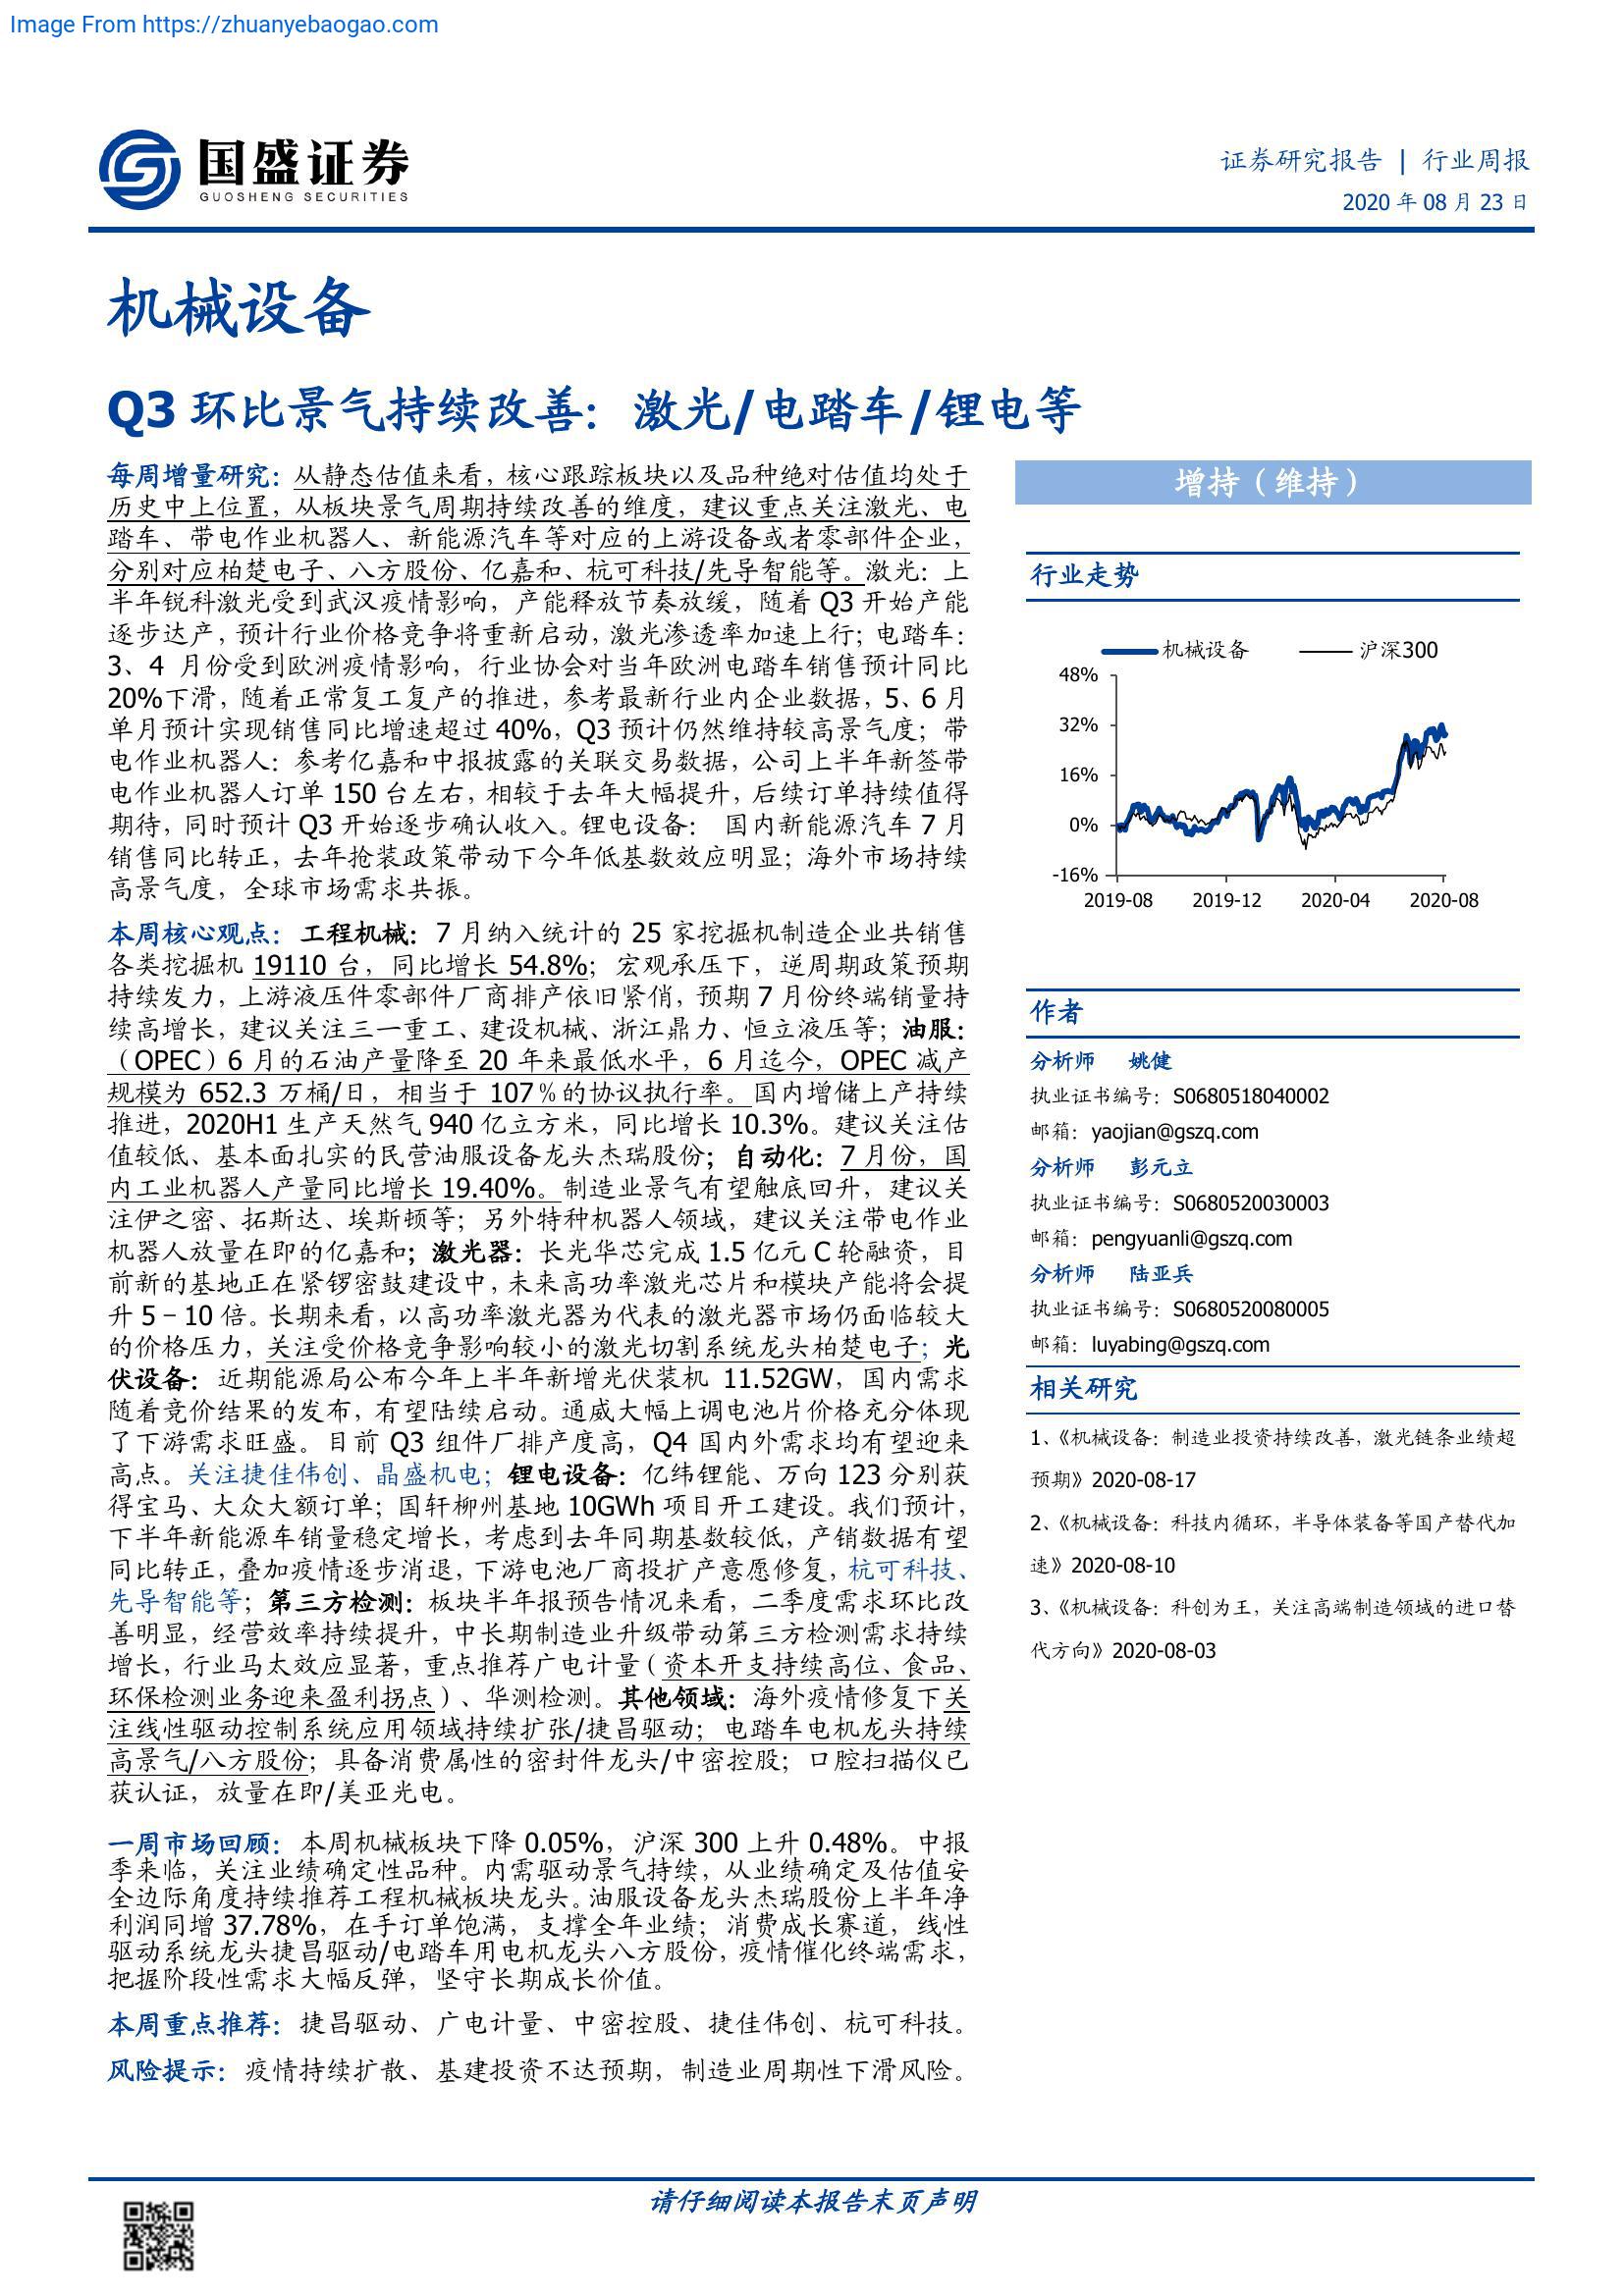 Image From https://zhuanyebaogao.com
国盛证券
GUOSHENG SECURITIES
证券研究报告 | 行业周报
2020 年 08 月 23 日
机械设备
Q3 环比景气持续改善：激光/电踏车/锂电等
每周增量研究：从静态估值来看，核心跟踪板块以及品种绝对估值均处于
历史中上位置，从板块景气周期持续改善的维度，建议重点关注激光、电
踏车、带电作业机器人、新能源汽车等对应的上游设备或者零部件企业，
分别对应柏楚电子、八方股份、亿嘉和、杭可科技/先导智能等。激光：上
半年锐科激光受到武汉疫情影响，产能释放节奏放缓，随着 Q3 开始产能
逐步达产，预计行业价格竞争将重新启动，激光渗透率加速上行；电踏车：
3、4 月份受到欧洲疫情影响，行业协会对当年欧洲电踏车销售预计同比
20%下滑，随着正常复工复产的推进，参考最新行业内企业数据，5、6 月
单月预计实现销售同比增速超过 40%，Q3 预计仍然维持较高景气度；带
电作业机器人：参考亿嘉和中报披露的关联交易数据，公司上半年新签带
电作业机器人订单 150 台左右，相较于去年大幅提升，后续订单持续值得
期待，同时预计 Q3 开始逐步确认收入。锂电设备： 国内新能源汽车 7 月
销售同比转正，去年抢装政策带动下今年低基数效应明显；海外市场持续
高景气度，全球市场需求共振。
本周核心观点：工程机械：7 月纳入统计的 25 家挖掘机制造企业共销售
各类挖掘机 19110 台，同比增长 54.8%；宏观承压下，逆周期政策预期
持续发力，上游液压件零部件厂商排产依旧紧俏，预期 7 月份终端销量持
续高增长，建议关注三一重工、建设机械、浙江鼎力、恒立液压等；油服：
（OPEC）6 月的石油产量降至 20 年来最低水平，6 月迄今，OPEC 减产
规模为 652.3 万桶/日，相当于 107％的协议执行率。国内增储上产持续
推进，2020H1 生产天然气 940 亿立方米，同比增长 10.3%。建议关注估
值较低、基本面扎实的民营油服设备龙头杰瑞股份；自动化：7 月份，国
内工业机器人产量同比增长 19.40%。制造业景气有望触底回升，建议关
注伊之密、拓斯达、埃斯顿等；另外特种机器人领域，建议关注带电作业
机器人放量在即的亿嘉和；激光器：长光华芯完成 1.5 亿元 C 轮融资，目
前新的基地正在紧锣密鼓建设中，未来高功率激光芯片和模块产能将会提
升 5－10 倍。长期来看，以高功率激光器为代表的激光器市场仍面临较大
的价格压力，关注受价格竞争影响较小的激光切割系统龙头柏楚电子；光
伏设备：近期能源局公布今年上半年新增光伏装机 11.52GW，国内需求
随着竞价结果的发布，有望陆续启动。通威大幅上调电池片价格充分体现
了下游需求旺盛。目前 Q3 组件厂排产度高，Q4 国内外需求均有望迎来
高点。关注捷佳伟创、晶盛机电；锂电设备：亿纬锂能、万向 123 分别获
得宝马、大众大额订单；国轩柳州基地 10GWh 项目开工建设。我们预计，
下半年新能源车销量稳定增长，考虑到去年同期基数较低，产销数据有望
同比转正，叠加疫情逐步消退，下游电池厂商投扩产意愿修复，杭可科技、
先导智能等；第三方检测：板块半年报预告情况来看，二季度需求环比改
善明显，经营效率持续提升，中长期制造业升级带动第三方检测需求持续
增长，行业马太效应显著，重点推荐广电计量（资本开支持续高位、食品、
环保检测业务迎来盈利拐点）、华测检测。其他领域：海外疫情修复下关
注线性驱动控制系统应用领域持续扩张/捷昌驱动；电踏车电机龙头持续
高景气/八方股份；具备消费属性的密封件龙头/中密控股；口腔扫描仪已
获认证，放量在即/美亚光电。
一周市场回顾：本周机械板块下降 0.05%，沪深 300 上升 0.48%。中报
季来临，关注业绩确定性品种。内需驱动景气持续，从业绩确定及估值安
全边际角度持续推荐工程机械板块龙头。油服设备龙头杰瑞股份上半年净
利润同增 37.78%，在手订单饱满，支撑全年业绩；消费成长赛道，线性
驱动系统龙头捷昌驱动/电踏车用电机龙头八方股份，疫情催化终端需求，
把握阶段性需求大幅反弹，坚守长期成长价值。
本周重点推荐：捷昌驱动、广电计量、中密控股、捷佳伟创、杭可科技。
风险提示：疫情持续扩散、基建投资不达预期，制造业周期性下滑风险。
增持（维持）
行业走势
机械设备 沪深300
48%
32%
16%
0%
-16%
2019-08 2019-12 2020-04 2020-08
作者
分析师 姚健
执业证书编号：S0680518040002
邮箱：yaojian@gszq.com
分析师 彭元立
执业证书编号：S0680520030003
邮箱：pengyuanli@gszq.com
分析师 陆亚兵
执业证书编号：S0680520080005
邮箱：luyabing@gszq.com
相关研究
1、《机械设备：制造业投资持续改善，激光链条业绩超
预期》2020-08-17
2、《机械设备：科技内循环，半导体装备等国产替代加
速》2020-08-10
3、《机械设备：科创为王，关注高端制造领域的进口替
代方向》2020-08-03
请仔细阅读本报告末页声明